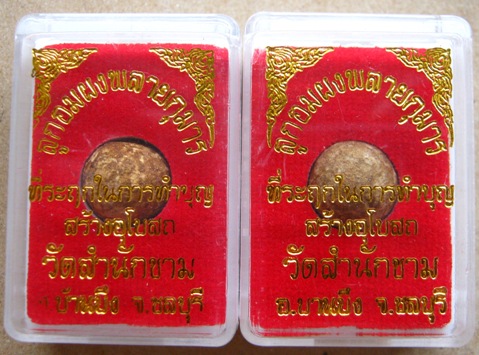 ลูกอมผงพลายกุมาร
ที่ระฤกในการทำบุญ
สร้างอุโบสถ
วัดสำนักขาม
บ้านบึง จ.ชลบุรี
ลูกอมผงพลายกุมาร
ที่ระฤกในการทำบุญ
สร้างอุโบสถ
วัดสำนักขาม
อ.บ้านบึง จ.ชลบุรี